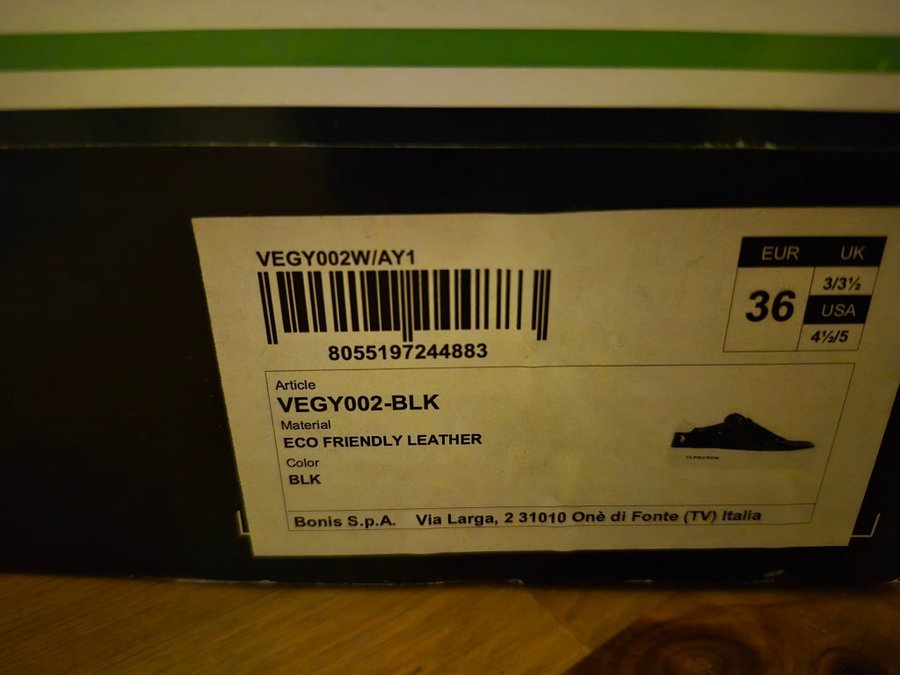 VEGY002W/AY1
8055197244883
EUR UK
36 3/3½
USA
4½/5
Article
VEGY002-BLK
Material
ECO FRIENDLY LEATHER
Color
BLK
Bonis S.p.A. Via Larga, 2 31010 Onè di Fonte (TV) Italia